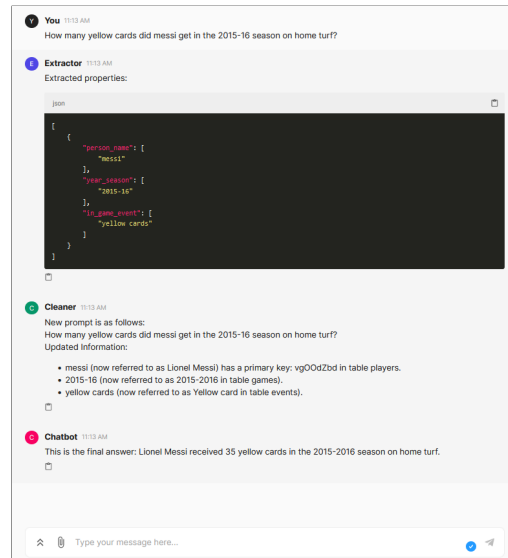 Y You 11:13 AM
How many yellow cards did messi get in the 2015-16 season on home turf?
E Extractor 11:13 AM
Extracted properties:
json
[
{
"person_name": [
"messi"
],
"year_season": [
"2015-16"
],
"in_game_event": [
"yellow cards"
]
}
]
C Cleaner 11:13 AM
New prompt is as follows:
How many yellow cards did messi get in the 2015-16 season on home turf?
Updated Information:
• messi (now referred to as Lionel Messi) has a primary key: vgOOdZbd in table players.
• 2015-16 (now referred to as 2015-2016 in table games).
• yellow cards (now referred to as Yellow card in table events).
C Chatbot 11:13 AM
This is the final answer: Lionel Messi received 35 yellow cards in the 2015-2016 season on home turf.
Type your message here...